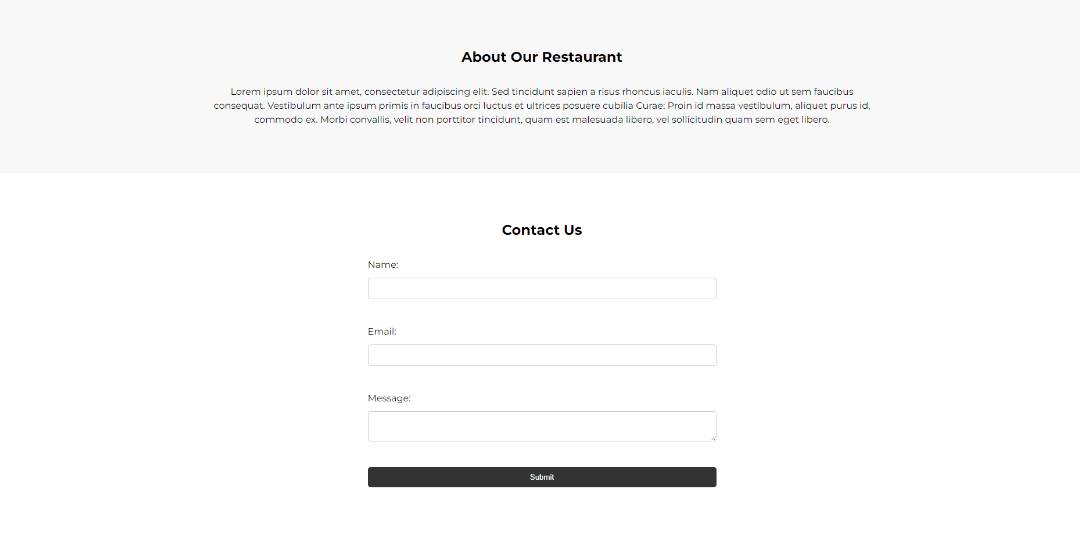 About Our Restaurant
Lorem ipsum dolor sit amet, consectetur adipiscing elit. Sed tincidunt sapien a risus rhoncus iaculis. Nam aliquet odio ut sem faucibus
consequat. Vestibulum ante ipsum primis in faucibus orci luctus et ultrices posuere cubilia Curae; Proin id massa vestibulum, aliquet purus id,
commodo ex. Morbi convallis, velit non porttitor tincidunt, quam est malesuada libero, vel sollicitudin quam sem eget libero.
Contact Us
Name:
Email:
Message:
Submit